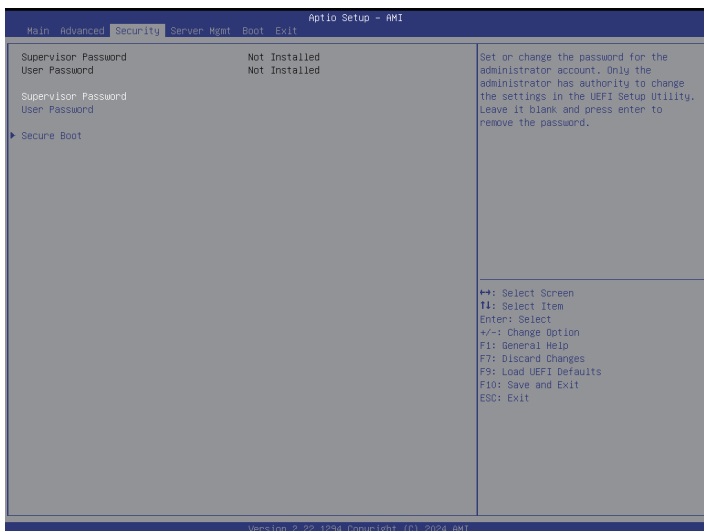 Aptio Setup – AMI
Main Advanced Security Server Mgmt Boot Exit
Supervisor Password Not Installed
User Password Not Installed
Supervisor Password
User Password
▶ Secure Boot
Set or change the password for the
administrator account. Only the
administrator has authority to change
the settings in the UEFI Setup Utility.
Leave it blank and press enter to
remove the password.
↔: Select Screen
↑↓: Select Item
Enter: Select
+/-: Change Option
F1: General Help
F7: Discard Changes
F9: Load UEFI Defaults
F10: Save and Exit
ESC: Exit
Version 2.22.1294 Copyright (C) 2024 AMI